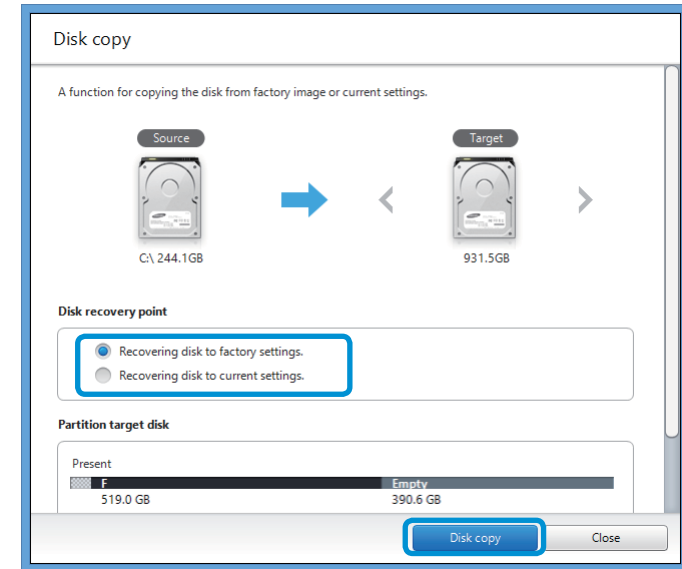 Disk copy
A function for copying the disk from factory image or current settings.
Source
Target
C:\ 244.1GB
931.5GB
Disk recovery point
Recovering disk to factory settings.
Recovering disk to current settings.
Partition target disk
Present
F
Empty
519.0 GB
390.6 GB
Disk copy
Close